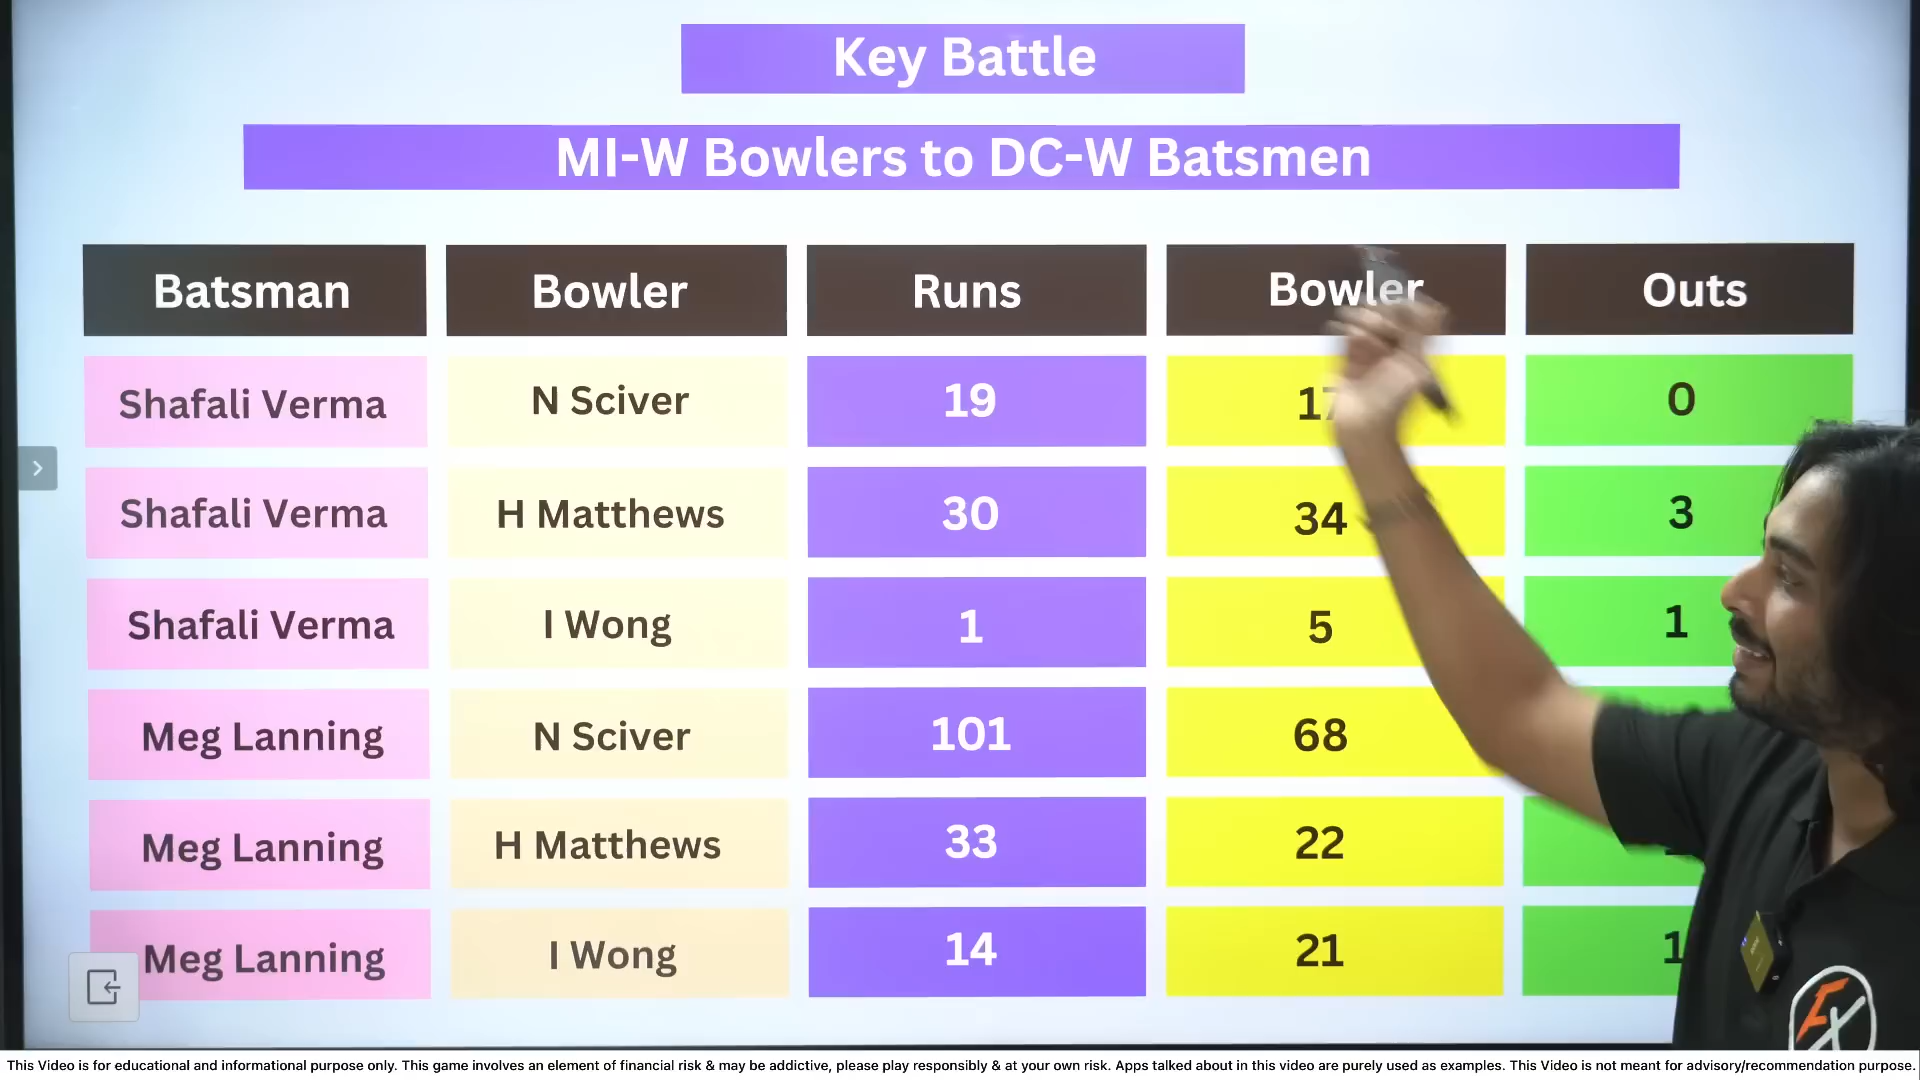 Key Battle
MI-W Bowlers to DC-W Batsmen
Batsman Bowler Runs Bowler Outs
Shafali Verma N Sciver 19 17 0
Shafali Verma H Matthews 30 34 3
Shafali Verma I Wong 1 5 1
Meg Lanning N Sciver 101 68
Meg Lanning H Matthews 33 22
Meg Lanning I Wong 14 21 1
FX
This Video is for educational and informational purpose only. This game involves an element of financial risk & may be addictive, please play responsibly & at your own risk. Apps talked about in this video are purely used as examples. This Video is not meant for advisory/recommendation purpose.